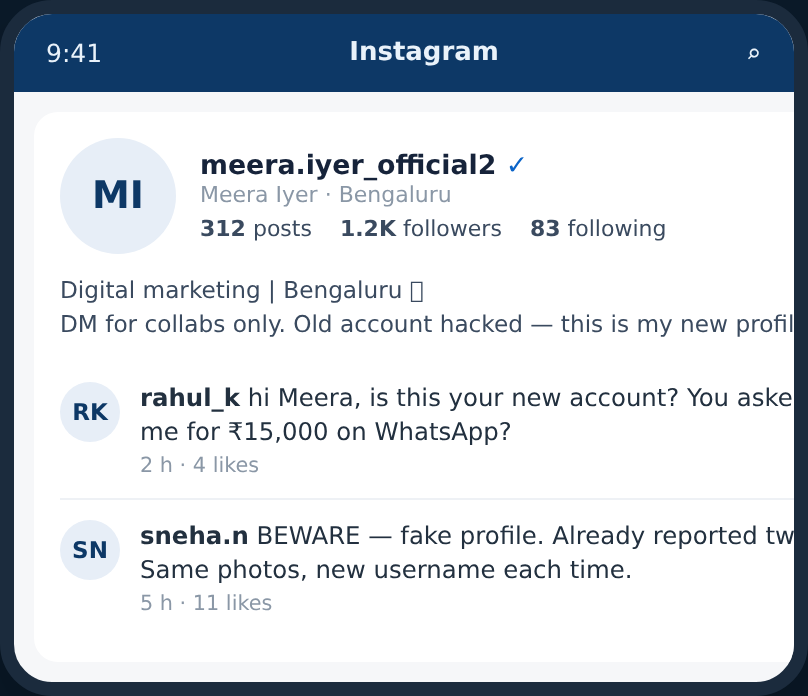 9:41
Instagram
MI
meera.iyer_official2 ✓
Meera Iyer · Bengaluru
312 posts 1.2K followers 83 following
Digital marketing | Bengaluru
DM for collabs only. Old account hacked — this is my new profil
RK
rahul_k hi Meera, is this your new account? You aske
me for ₹15,000 on WhatsApp?
2 h · 4 likes
SN
sneha.n BEWARE — fake profile. Already reported tw
Same photos, new username each time.
5 h · 11 likes